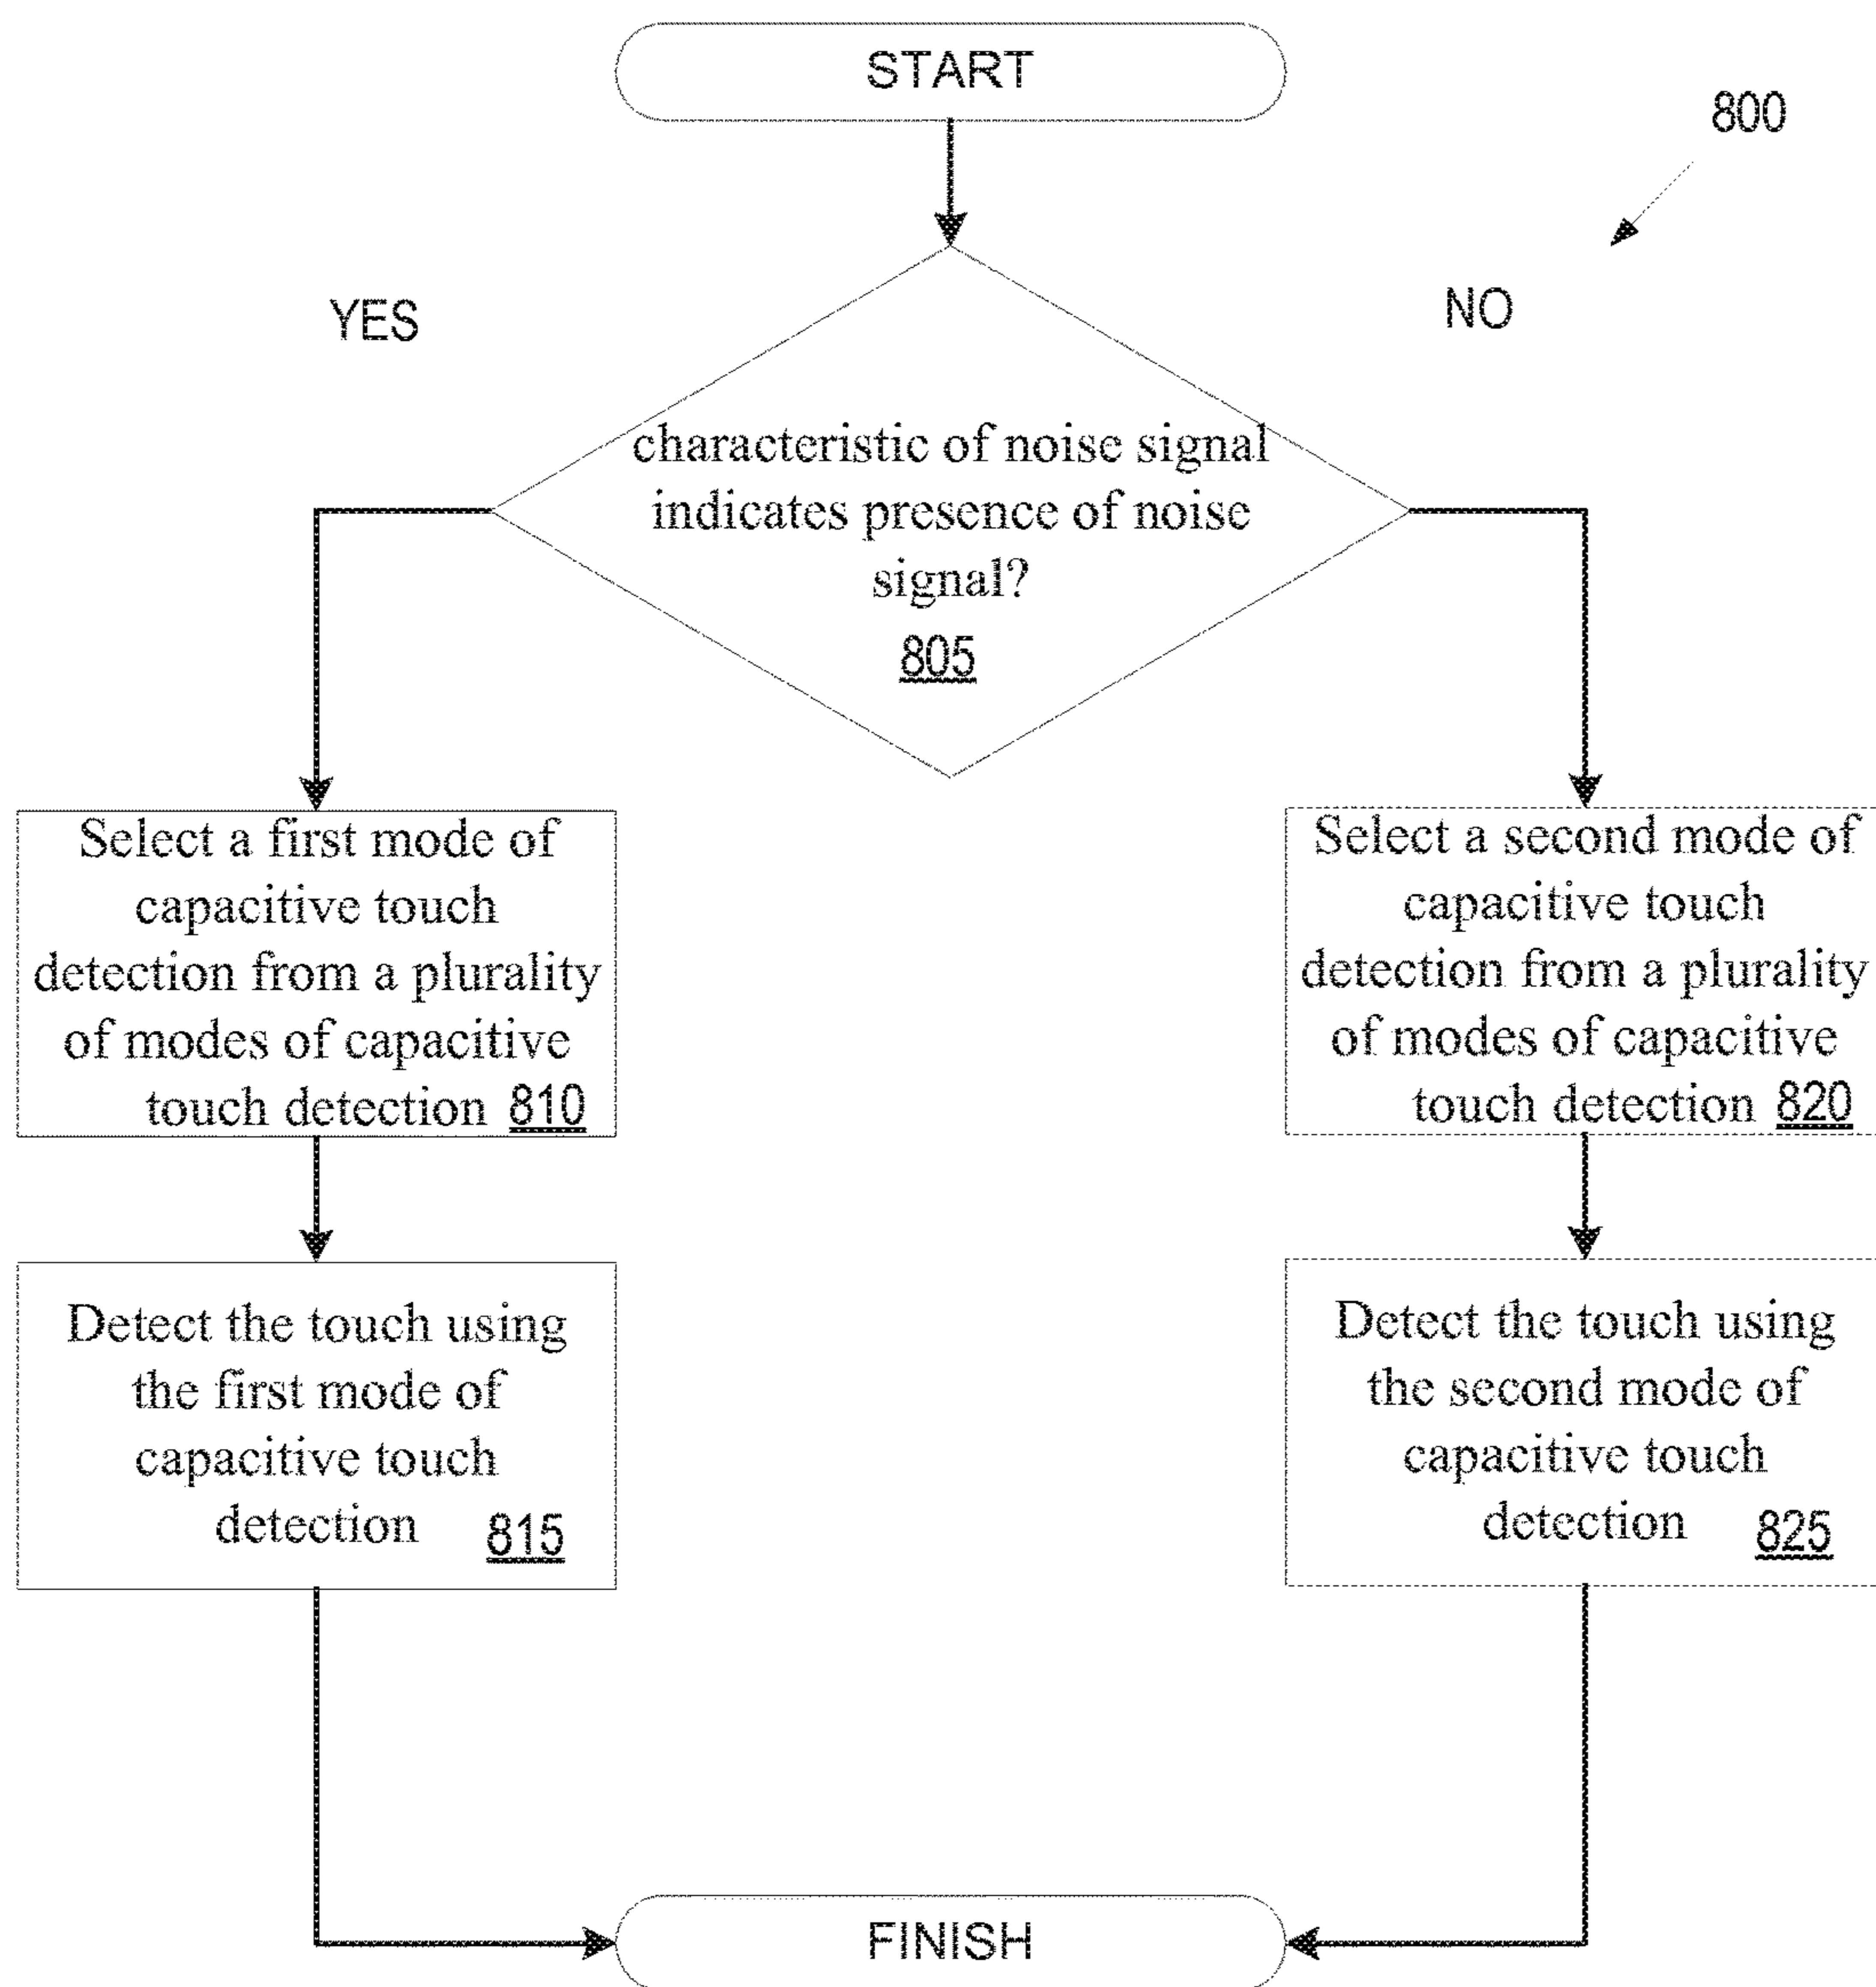 START
800
YES
NO
characteristic of noise signal
indicates presence of noise
signal?
805
Select a first mode of
capacitive touch
detection from a plurality
of modes of capacitive
touch detection 810
Select a second mode of
capacitive touch
detection from a plurality
of modes of capacitive
touch detection 820
Detect the touch using
the first mode of
capacitive touch
detection 815
Detect the touch using
the second mode of
capacitive touch
detection 825
FINISH